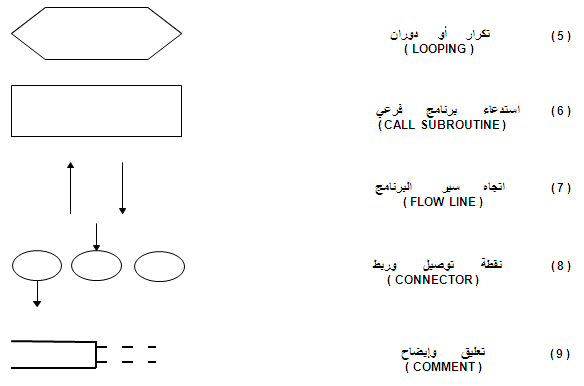 (5) تكرار أو دوران
(LOOPING)
(6) استدعاء برنامج فرعي
(CALL SUBROUTINE)
(7) اتجاه سير البرنامج
(FLOW LINE)
(8) نقطة توصيل وربط
(CONNECTOR)
(9) تعليق وإيضاح
(COMMENT)